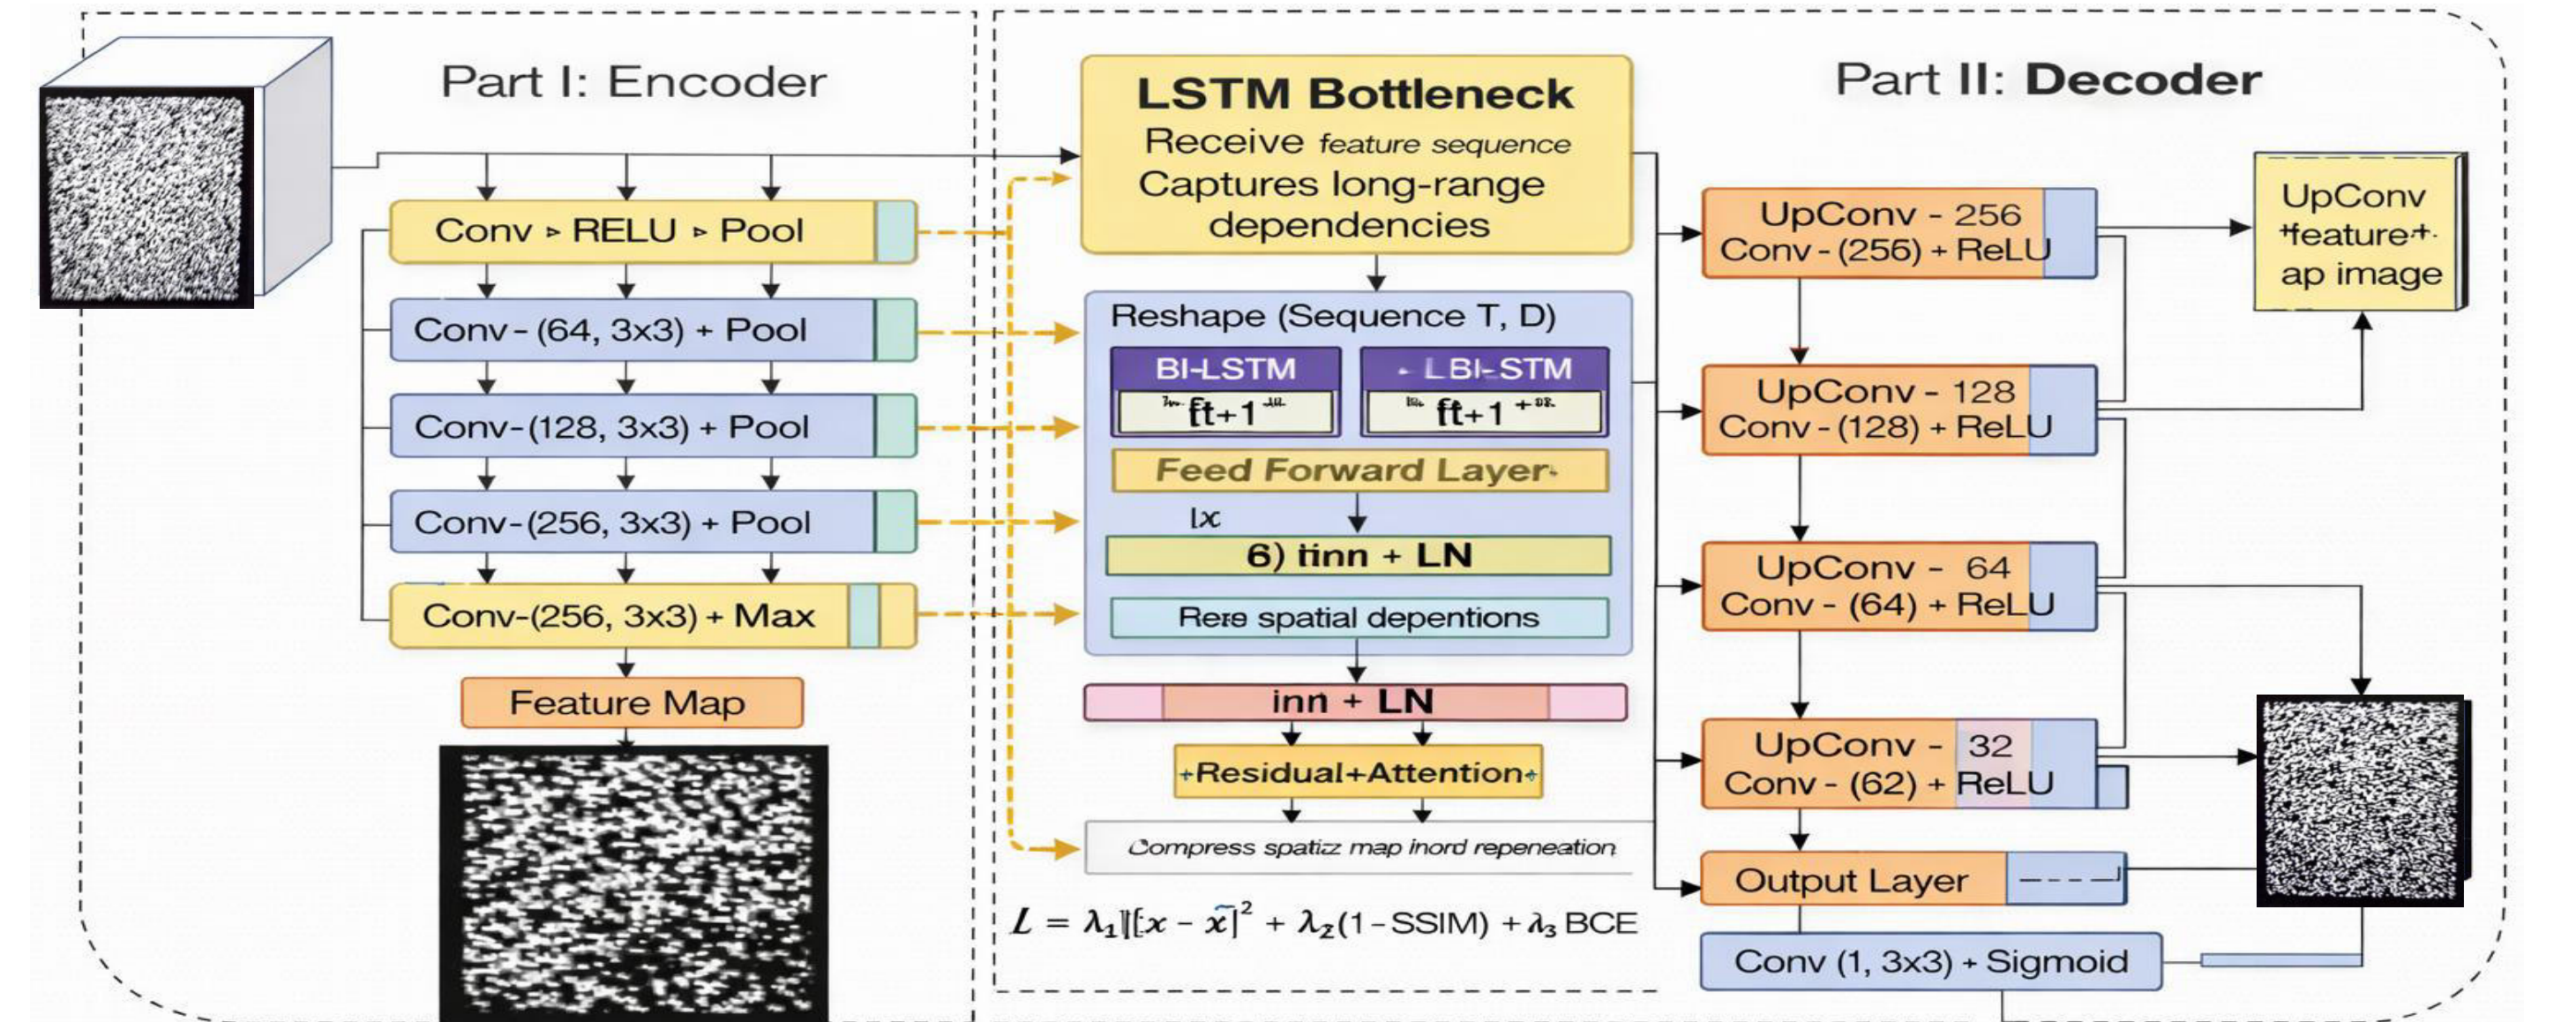 Part I: Encoder
Conv ▹ RELU ▹ Pool
Conv - (64, 3x3) + Pool
Conv-(128, 3x3) + Pool
Conv-(256, 3x3) + Pool
Conv-(256, 3x3) + Max
Feature Map
LSTM Bottleneck
Receive feature sequence
Captures long-range
dependencies
Reshape (Sequence T, D)
BI-LSTM
LBI-STM
ft+1
ft+1
Feed Forward Layer
6) tinn + LN
Rere spatial depentions
inn + LN
+Residual+Attention+
Compress spatiz map inord repeneation
L = λ₁‖[x - x̃|² + λ₂(1-SSIM) + λ₃ BCE
Part II: Decoder
UpConv - 256
Conv - (256) + ReLU
UpConv - 128
Conv - (128) + ReLU
UpConv - 64
Conv - (64) + ReLU
UpConv - 32
Conv - (62) + ReLU
Output Layer
Conv (1, 3x3) + Sigmoid
UpConv
+feature+
ap image